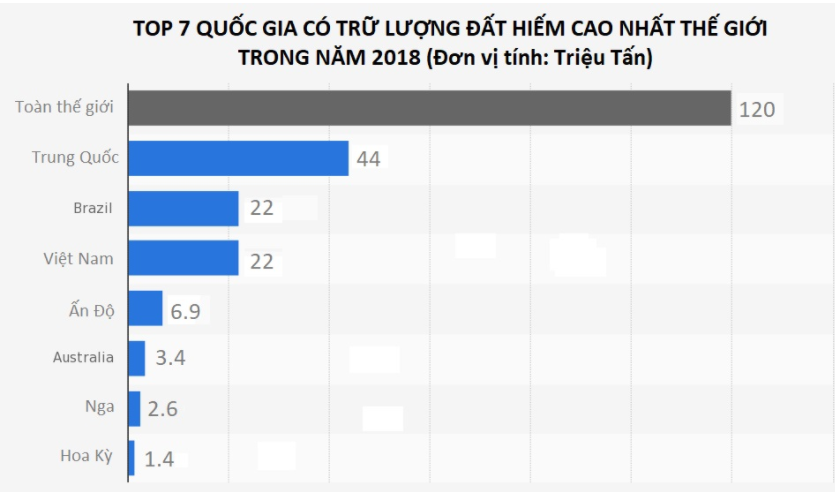 TOP 7 QUỐC GIA CÓ TRỮ LƯỢNG ĐẤT HIẾM CAO NHẤT THẾ GIỚI
TRONG NĂM 2018 (Đơn vị tính: Triệu Tấn)
Toàn thế giới 120
Trung Quốc 44
Brazil 22
Việt Nam 22
Ấn Độ 6.9
Australia 3.4
Nga 2.6
Hoa Kỳ 1.4